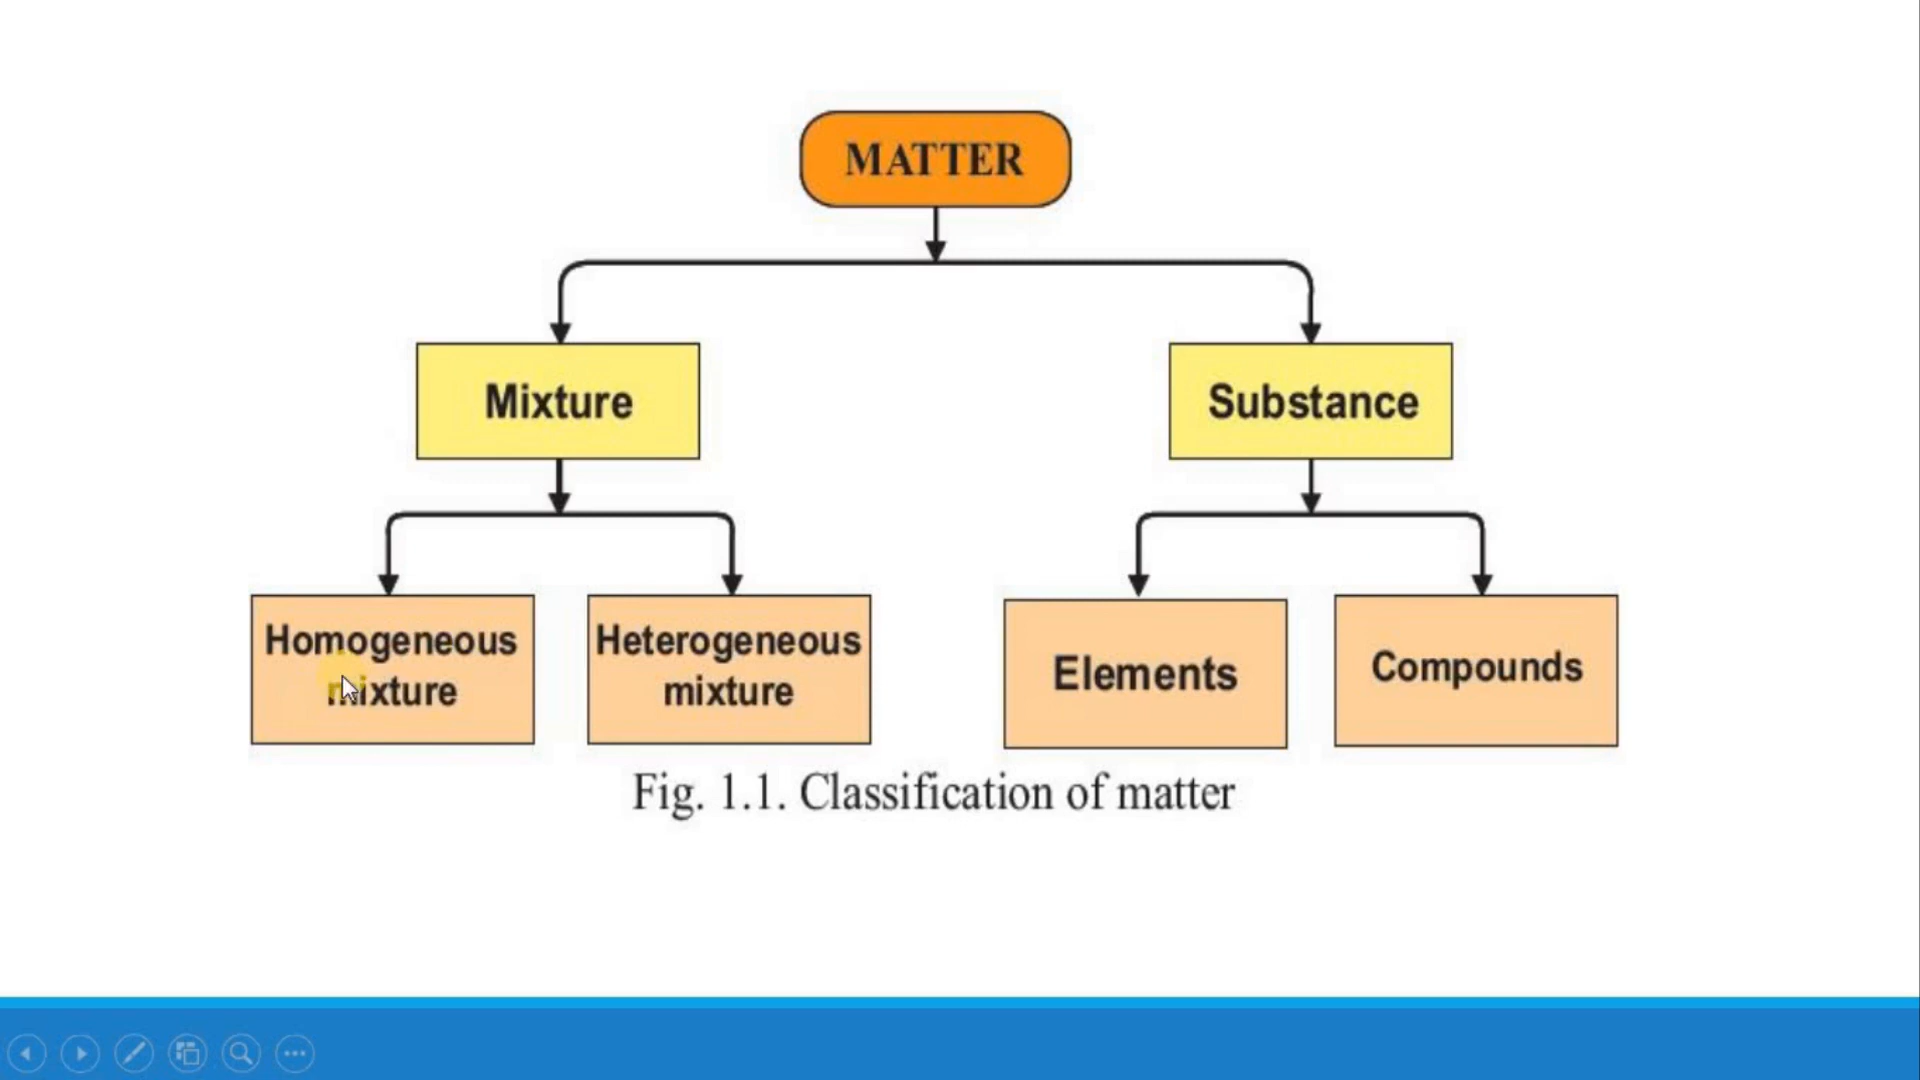 MATTER
Mixture
Substance
Homogeneous
mixture
Heterogeneous
mixture
Elements
Compounds
Fig. 1.1. Classification of matter